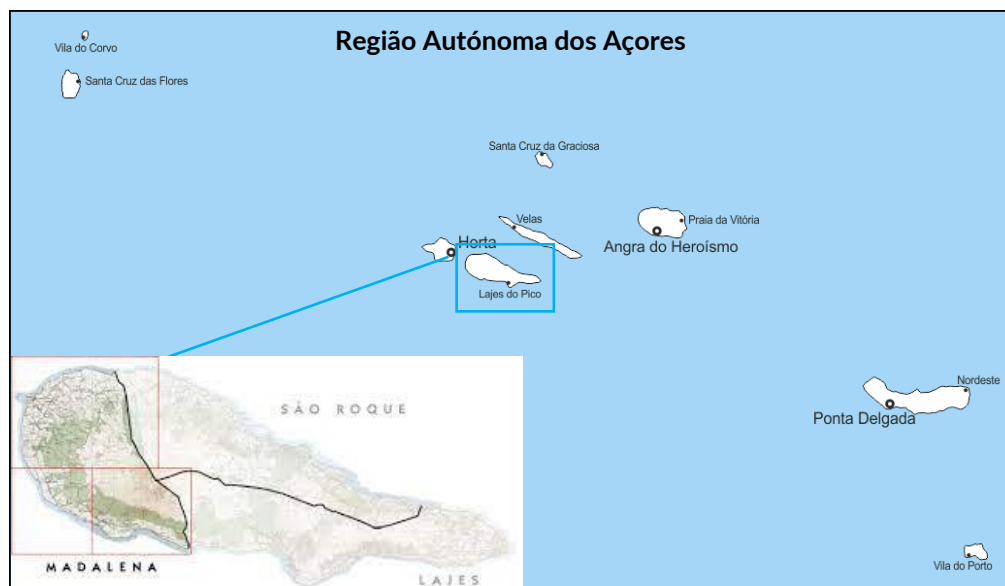 Região Autónoma dos Açores
Vila do Corvo
Santa Cruz das Flores
Santa Cruz da Graciosa
Velas
Praia da Vitória
Horta
Angra do Heroísmo
Lajes do Pico
Nordeste
SÃO ROQUE
Ponta Delgada
Vila do Porto
MADALENA
LAJES